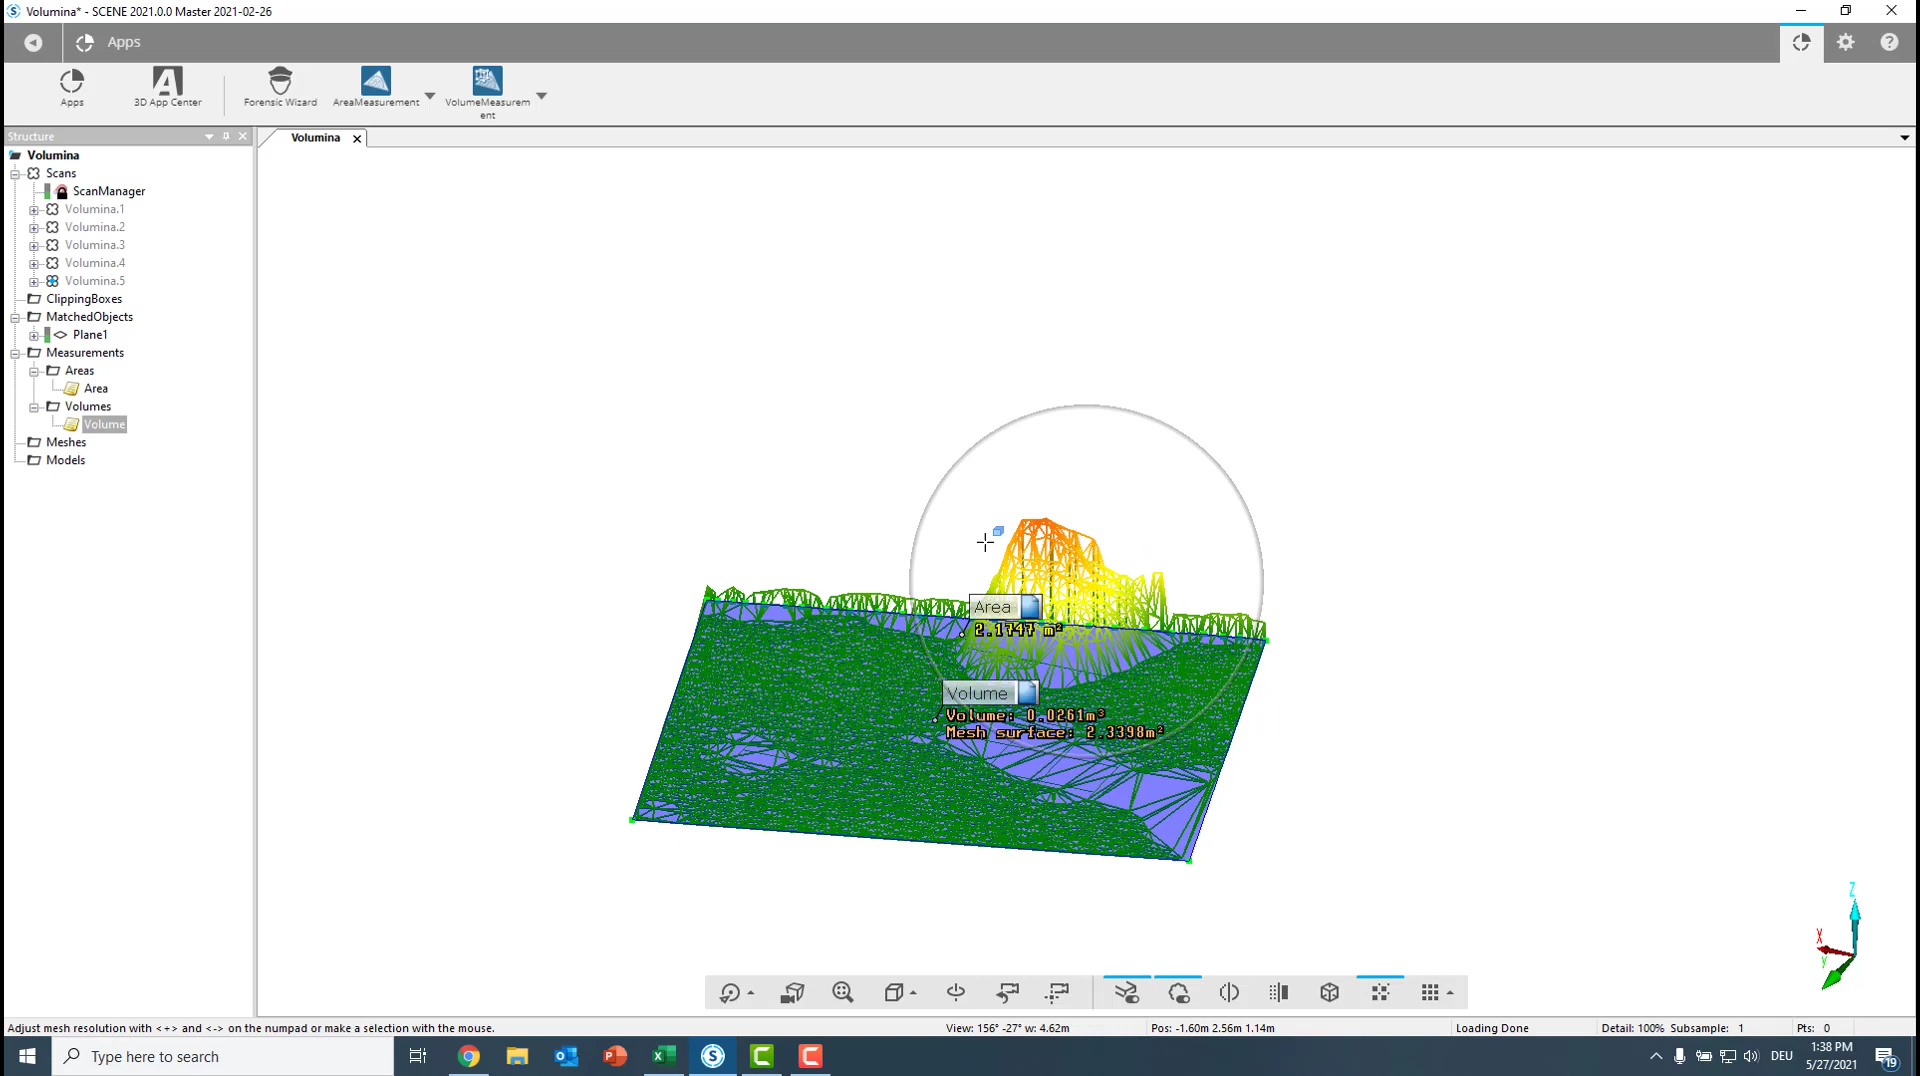 Volumina* - SCENE 2021.0.0 Master 2021-02-26
Apps
Apps
3D App Center
Forensic Wizard
AreaMeasurement
VolumeMeasurem
ent
Structure
Volumina
Volumina
Scans
ScanManager
Volumina.1
Volumina.2
Volumina.3
Volumina.4
Volumina.5
ClippingBoxes
MatchedObjects
Plane1
Measurements
Areas
Area
Volumes
Volume
Meshes
Models
Area
2.1747 m²
Volume
Volume: 0.0261m³
Mesh surface: 2.3398m²
Z
X
Y
Adjust mesh resolution with <+> and <-> on the numpad or make a selection with the mouse.
View: 156° -27° w: 4.62m
Pos: -1.60m 2.56m 1.14m
Loading Done
Detail: 100% Subsample: 1
Pts: 0
Type here to search
DEU
1:38 PM
5/27/2021
19